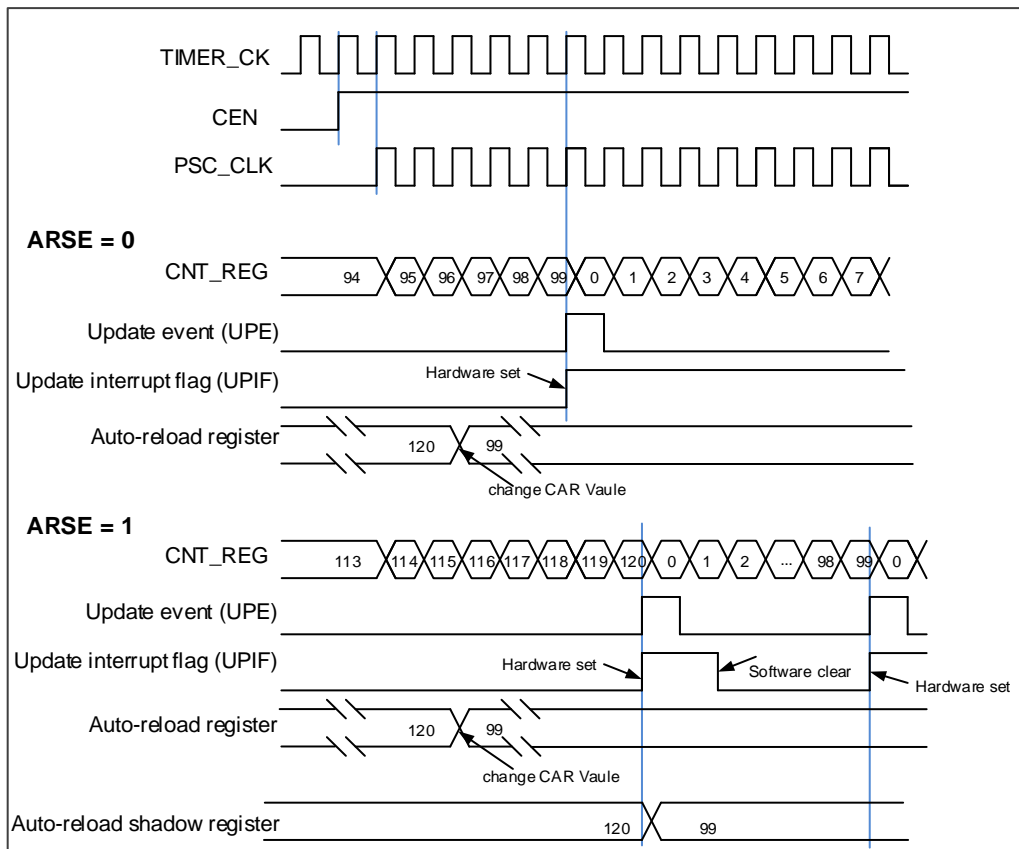 TIMER_CK
CEN
PSC_CLK
ARSE = 0
CNT_REG 94 95 96 97 98 99 0 1 2 3 4 5 6 7
Update event (UPE)
Update interrupt flag (UPIF) Hardware set
Auto-reload register 120 99
change CAR Vaule
ARSE = 1
CNT_REG 113 114 115 116 117 118 119 120 0 1 2 ... 98 99 0
Update event (UPE)
Update interrupt flag (UPIF) Hardware set Software clear Hardware set
Auto-reload register 120 99
change CAR Vaule
Auto-reload shadow register 120 99